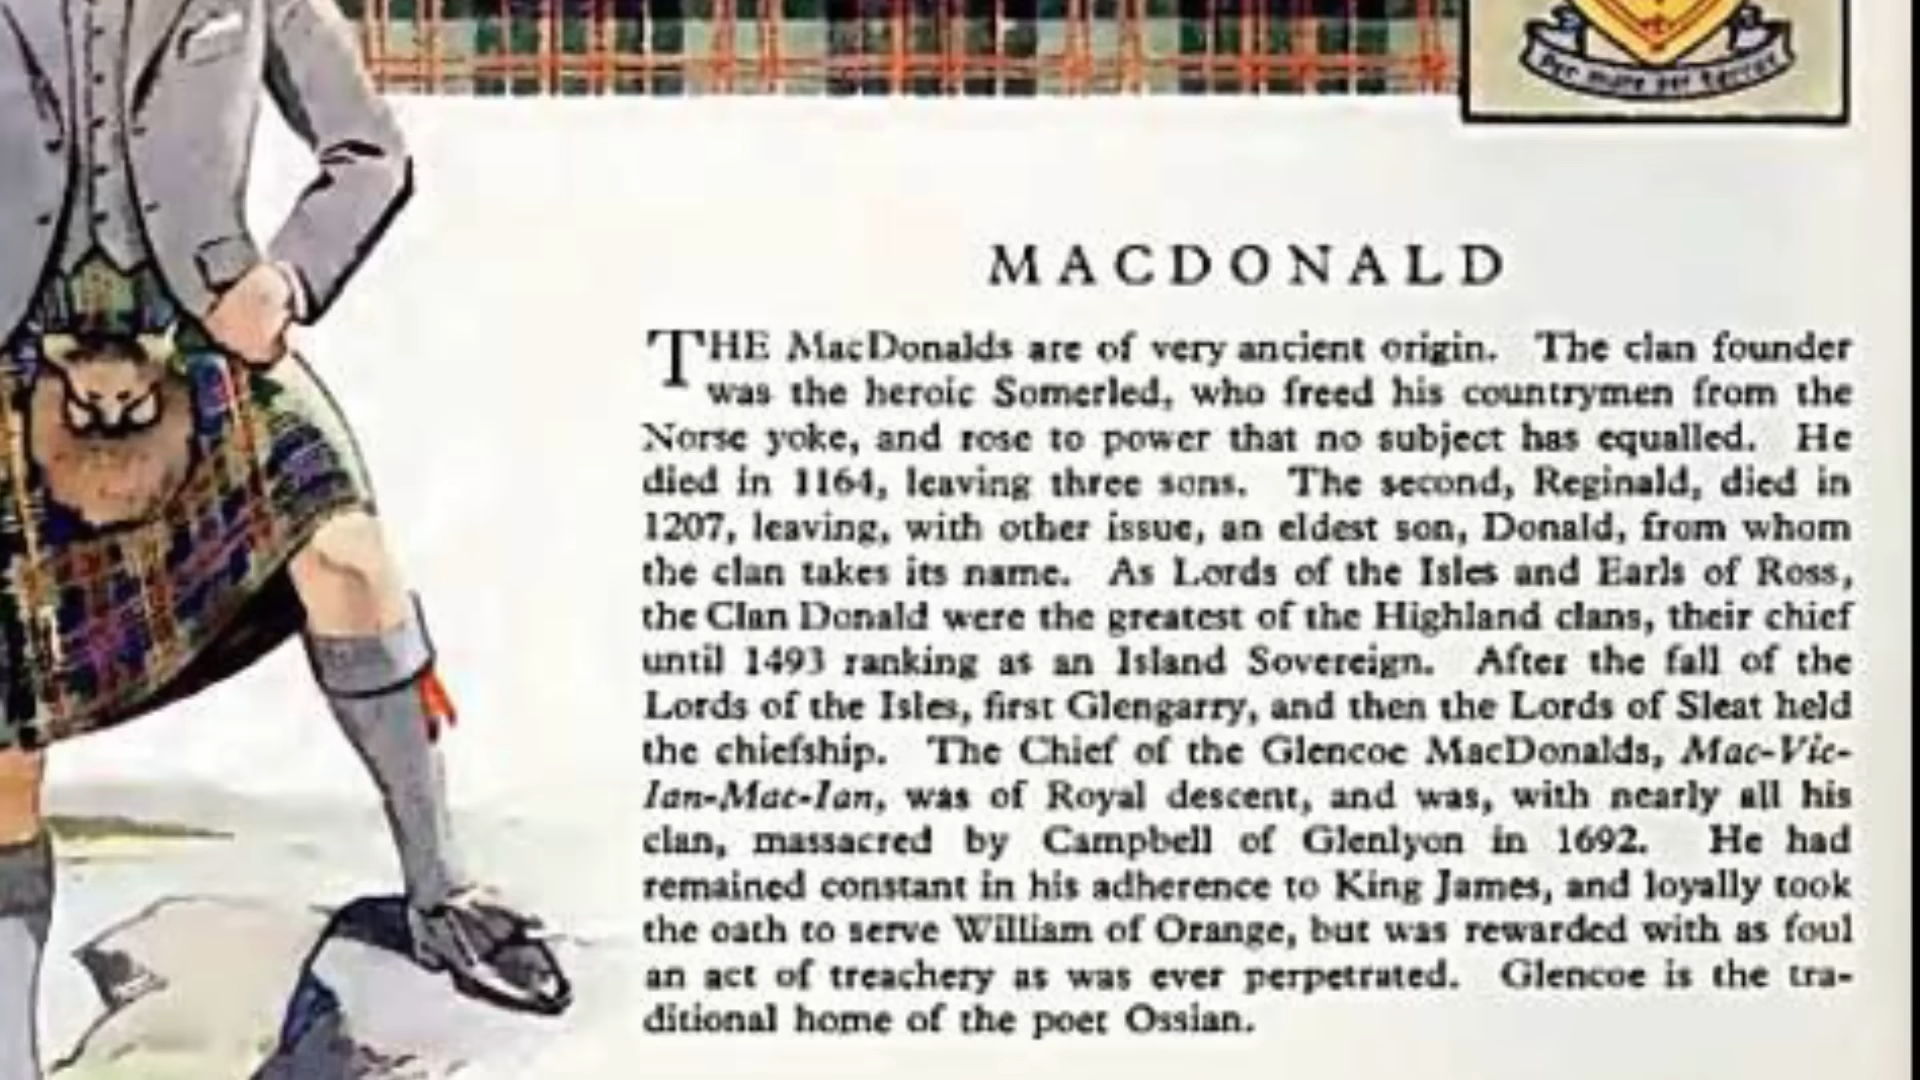 Per mare per terras
MACDONALD
THE MacDonalds are of very ancient origin. The clan founder
was the heroic Somerled, who freed his countrymen from the
Norse yoke, and rose to power that no subject has equalled. He
died in 1164, leaving three sons. The second, Reginald, died in
1207, leaving, with other issue, an eldest son, Donald, from whom
the clan takes its name. As Lords of the Isles and Earls of Ross,
the Clan Donald were the greatest of the Highland clans, their chief
until 1493 ranking as an Island Sovereign. After the fall of the
Lords of the Isles, first Glengarry, and then the Lords of Sleat held
the chiefship. The Chief of the Glencoe MacDonalds, Mac-Vic-
Ian-Mac-Ian, was of Royal descent, and was, with nearly all his
clan, massacred by Campbell of Glenlyon in 1692. He had
remained constant in his adherence to King James, and loyally took
the oath to serve William of Orange, but was rewarded with as foul
an act of treachery as was ever perpetrated. Glencoe is the tra-
ditional home of the poet Ossian.